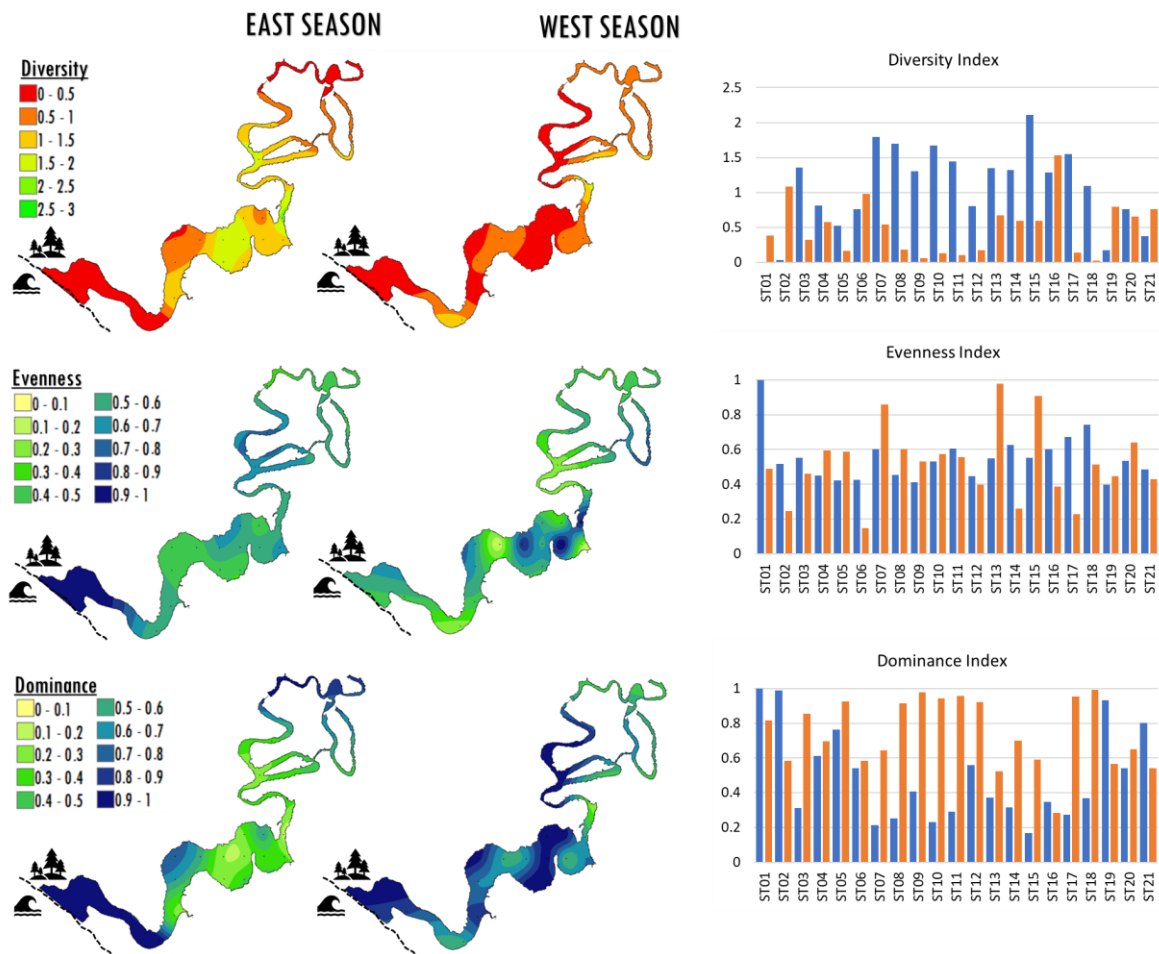 EAST SEASON
WEST SEASON
Diversity
0 - 0.5
0.5 - 1
1 - 1.5
1.5 - 2
2 - 2.5
2.5 - 3
Diversity Index
2.5
2
1.5
1
0.5
0
ST01 ST02 ST03 ST04 ST05 ST06 ST07 ST08 ST09 ST10 ST11 ST12 ST13 ST14 ST15 ST16 ST17 ST18 ST19 ST20 ST21
Evenness
0 - 0.1 0.5 - 0.6
0.1 - 0.2 0.6 - 0.7
0.2 - 0.3 0.7 - 0.8
0.3 - 0.4 0.8 - 0.9
0.4 - 0.5 0.9 - 1
Evenness Index
1
0.8
0.6
0.4
0.2
0
ST01 ST02 ST03 ST04 ST05 ST06 ST07 ST08 ST09 ST10 ST11 ST12 ST13 ST14 ST15 ST16 ST17 ST18 ST19 ST20 ST21
Dominance
0 - 0.1 0.5 - 0.6
0.1 - 0.2 0.6 - 0.7
0.2 - 0.3 0.7 - 0.8
0.3 - 0.4 0.8 - 0.9
0.4 - 0.5 0.9 - 1
Dominance Index
1
0.8
0.6
0.4
0.2
0
ST01 ST02 ST03 ST04 ST05 ST06 ST07 ST08 ST09 ST10 ST11 ST12 ST13 ST14 ST15 ST16 ST17 ST18 ST19 ST20 ST21